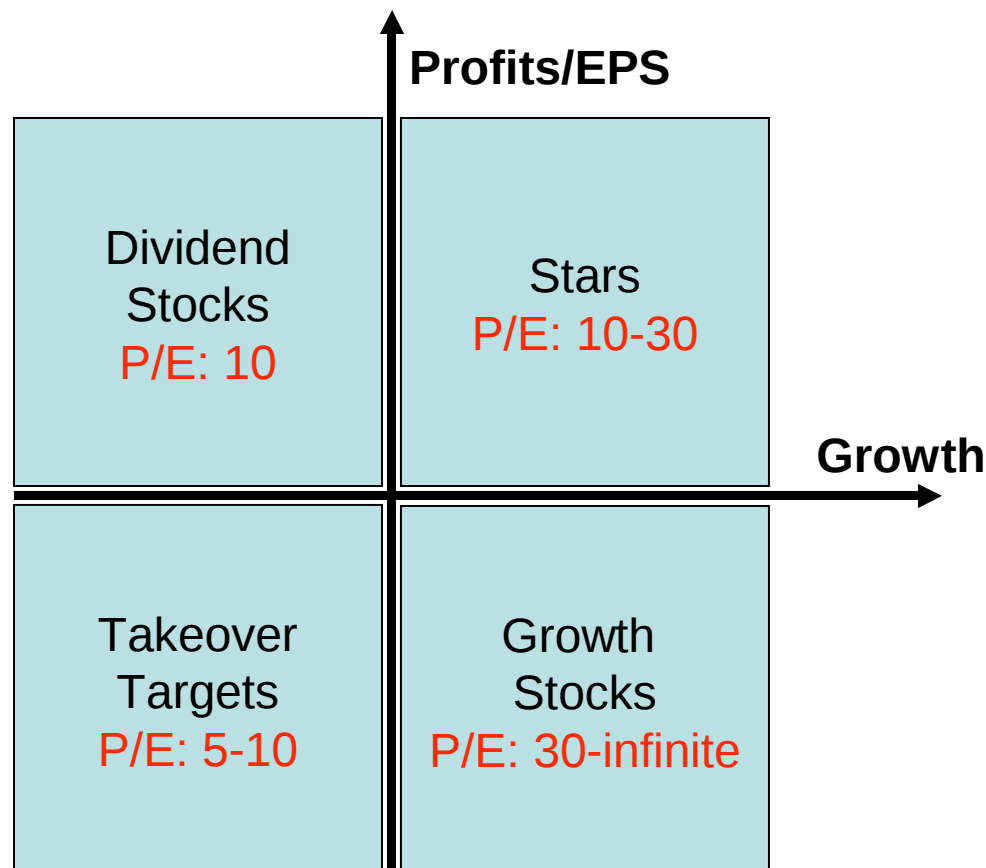 Profits/EPS
Dividend
Stocks
P/E: 10
Stars
P/E: 10-30
Growth
Takeover
Targets
P/E: 5-10
Growth
Stocks
P/E: 30-infinite